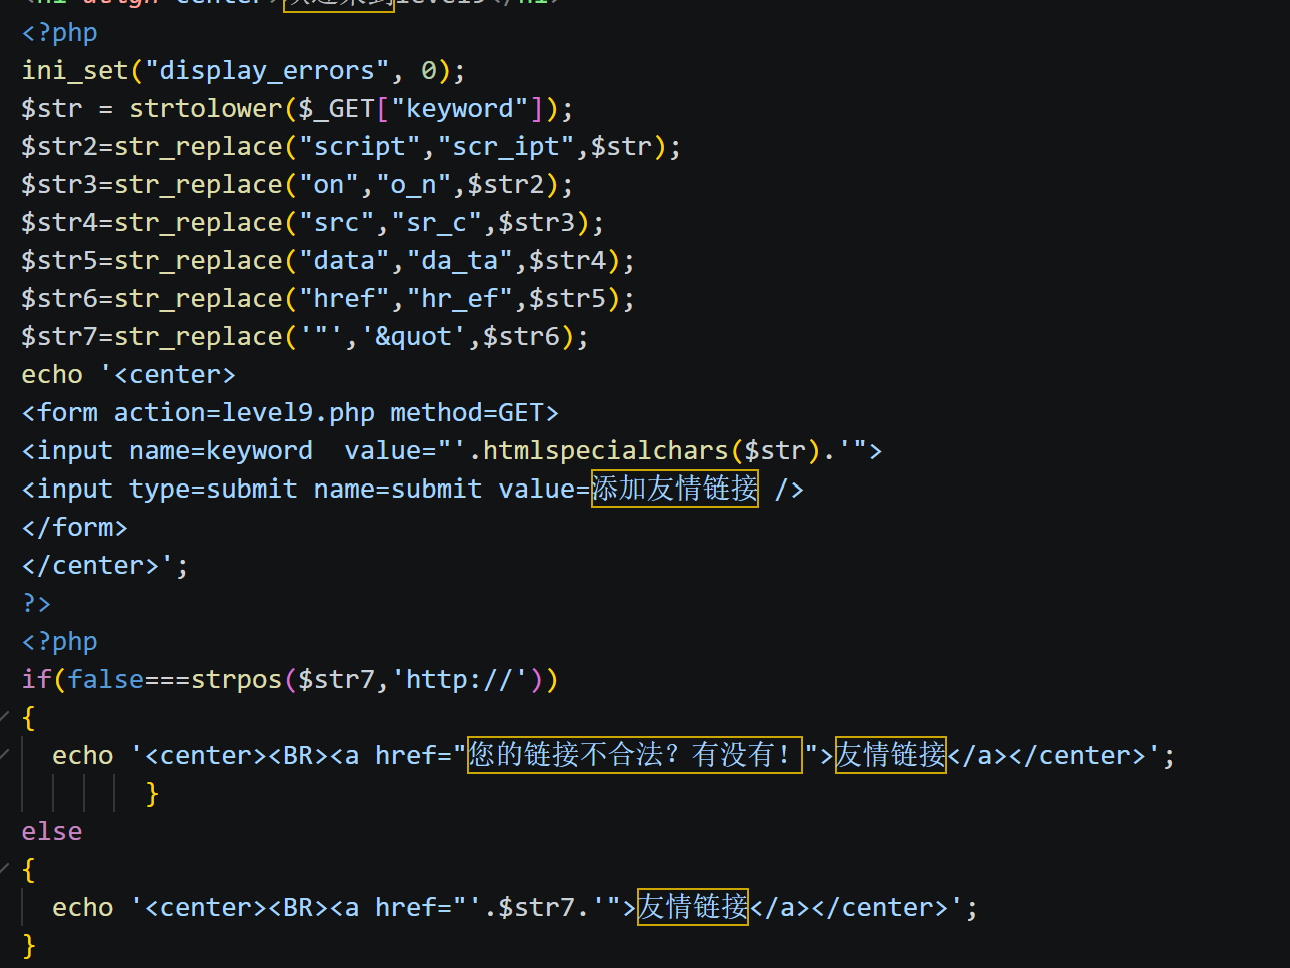 <?php
ini_set("display_errors", 0);
$str = strtolower($_GET["keyword"]);
$str2=str_replace("script","scr_ipt",$str);
$str3=str_replace("on","o_n",$str2);
$str4=str_replace("src","sr_c",$str3);
$str5=str_replace("data","da_ta",$str4);
$str6=str_replace("href","hr_ef",$str5);
$str7=str_replace('"','&quot',$str6);
echo '<center>
<form action=level9.php method=GET>
<input name=keyword  value="'.htmlspecialchars($str).'">
<input type=submit name=submit value=添加友情链接 />
</form>
</center>';
?>
<?php
if(false===strpos($str7,'http://'))
{
  echo '<center><BR><a href="您的链接不合法？有没有！">友情链接</a></center>';
        }
else
{
  echo '<center><BR><a href="'.$str7.'">友情链接</a></center>';
}